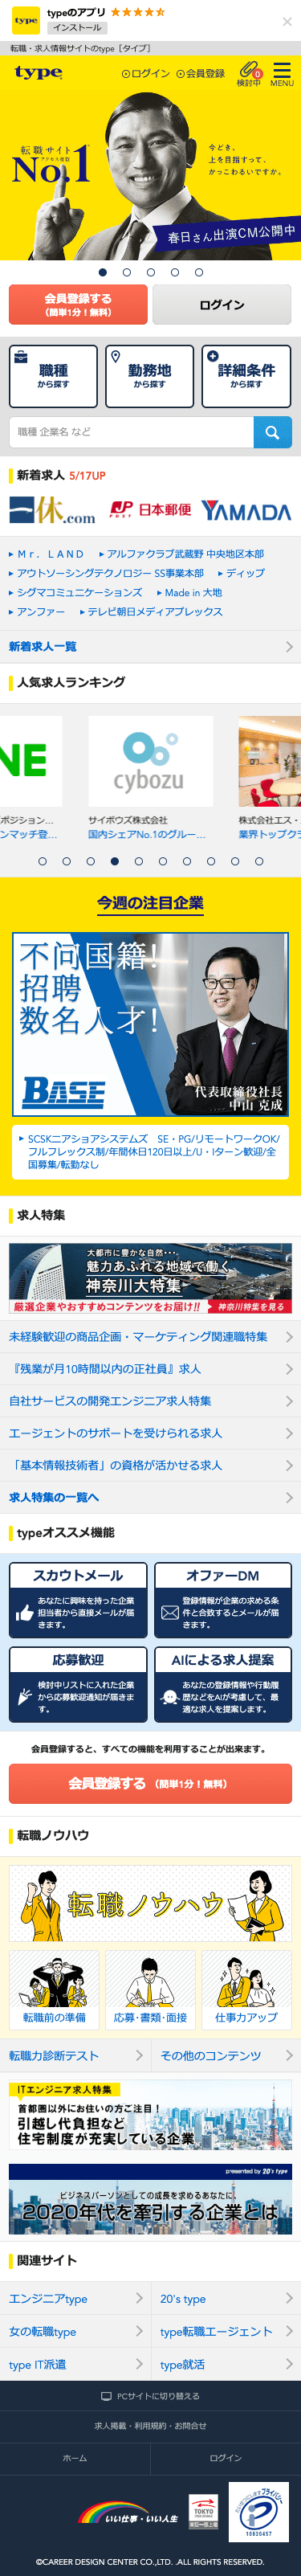 typeのアプリ
インストール
転職・求人情報サイトのtype［タイプ］
type
ログイン
会員登録
0
検討中
MENU
転職サイト
アクセス者数
No.1
今どき、
上を目指すって、
かっこわるいですか。
春日さん出演CM公開中
会員登録する
（簡単1分！無料）
ログイン
職種
から探す
勤務地
から探す
詳細条件
から探す
職種 企業名 など
新着求人 5/17UP
一休.com
日本郵便
YAMADA
Ｍｒ．ＬＡＮＤ
アルファクラブ武蔵野 中央地区本部
アウトソーシングテクノロジー SS事業本部
ディップ
シグマコミュニケーションズ
Made in 大地
アンファー
テレビ朝日メディアプレックス
新着求人一覧
人気求人ランキング
NE
cybozu
ポジション…
ンマッチ登…
サイボウズ株式会社
国内シェアNo.1のグルー…
株式会社エス・
業界トップクラ
今週の注目企業
不问国籍!
招聘
数名人才!
BASE
代表取締役社長
中山 克成
SCSKニアショアシステムズ　SE・PG/リモートワークOK/
フルフレックス制/年間休日120日以上/U・Iターン歓迎/全
国募集/転勤なし
求人特集
大都市に豊かな自然･･･
魅力あふれる地域で働く
神奈川大特集
厳選企業やおすすめコンテンツをお届け!!
神奈川特集を見る
未経験歓迎の商品企画・マーケティング関連職特集
『残業が月10時間以内の正社員』求人
自社サービスの開発エンジニア求人特集
エージェントのサポートを受けられる求人
「基本情報技術者」の資格が活かせる求人
求人特集の一覧へ
typeオススメ機能
スカウトメール
あなたに興味を持った企業
担当者から直接メールが届
きます。
オファーDM
登録情報が企業の求める条
件と合致するとメールが届
きます。
応募歓迎
検討中リストに入れた企業
から応募歓迎通知が届きま
す。
AIによる求人提案
あなたの登録情報や行動履
歴などをAIが考慮して、最
適な求人を提案します。
会員登録すると、すべての機能を利用することが出来ます。
会員登録する （簡単1分！無料）
転職ノウハウ
転職ノウハウ
転職前の準備
応募･書類･面接
仕事力アップ
転職力診断テスト
その他のコンテンツ
ITエンジニア求人特集
首都圏以外にお住いの方ご注目！
引越し代負担など
住宅制度が充実している企業
presented by 20's type
ビジネスパーソンとしての成長を求めるあなたに
2020年代を牽引する企業とは
関連サイト
エンジニアtype
20's type
女の転職type
type転職エージェント
type IT派遣
type就活
PCサイトに切り替える
求人掲載・利用規約・お問合せ
ホーム
ログイン
いい仕事・いい人生
TOKYO
東証一部上場
プライバシー
10820457
©CAREER DESIGN CENTER CO.,LTD. .ALL RIGHTS RESERVED.